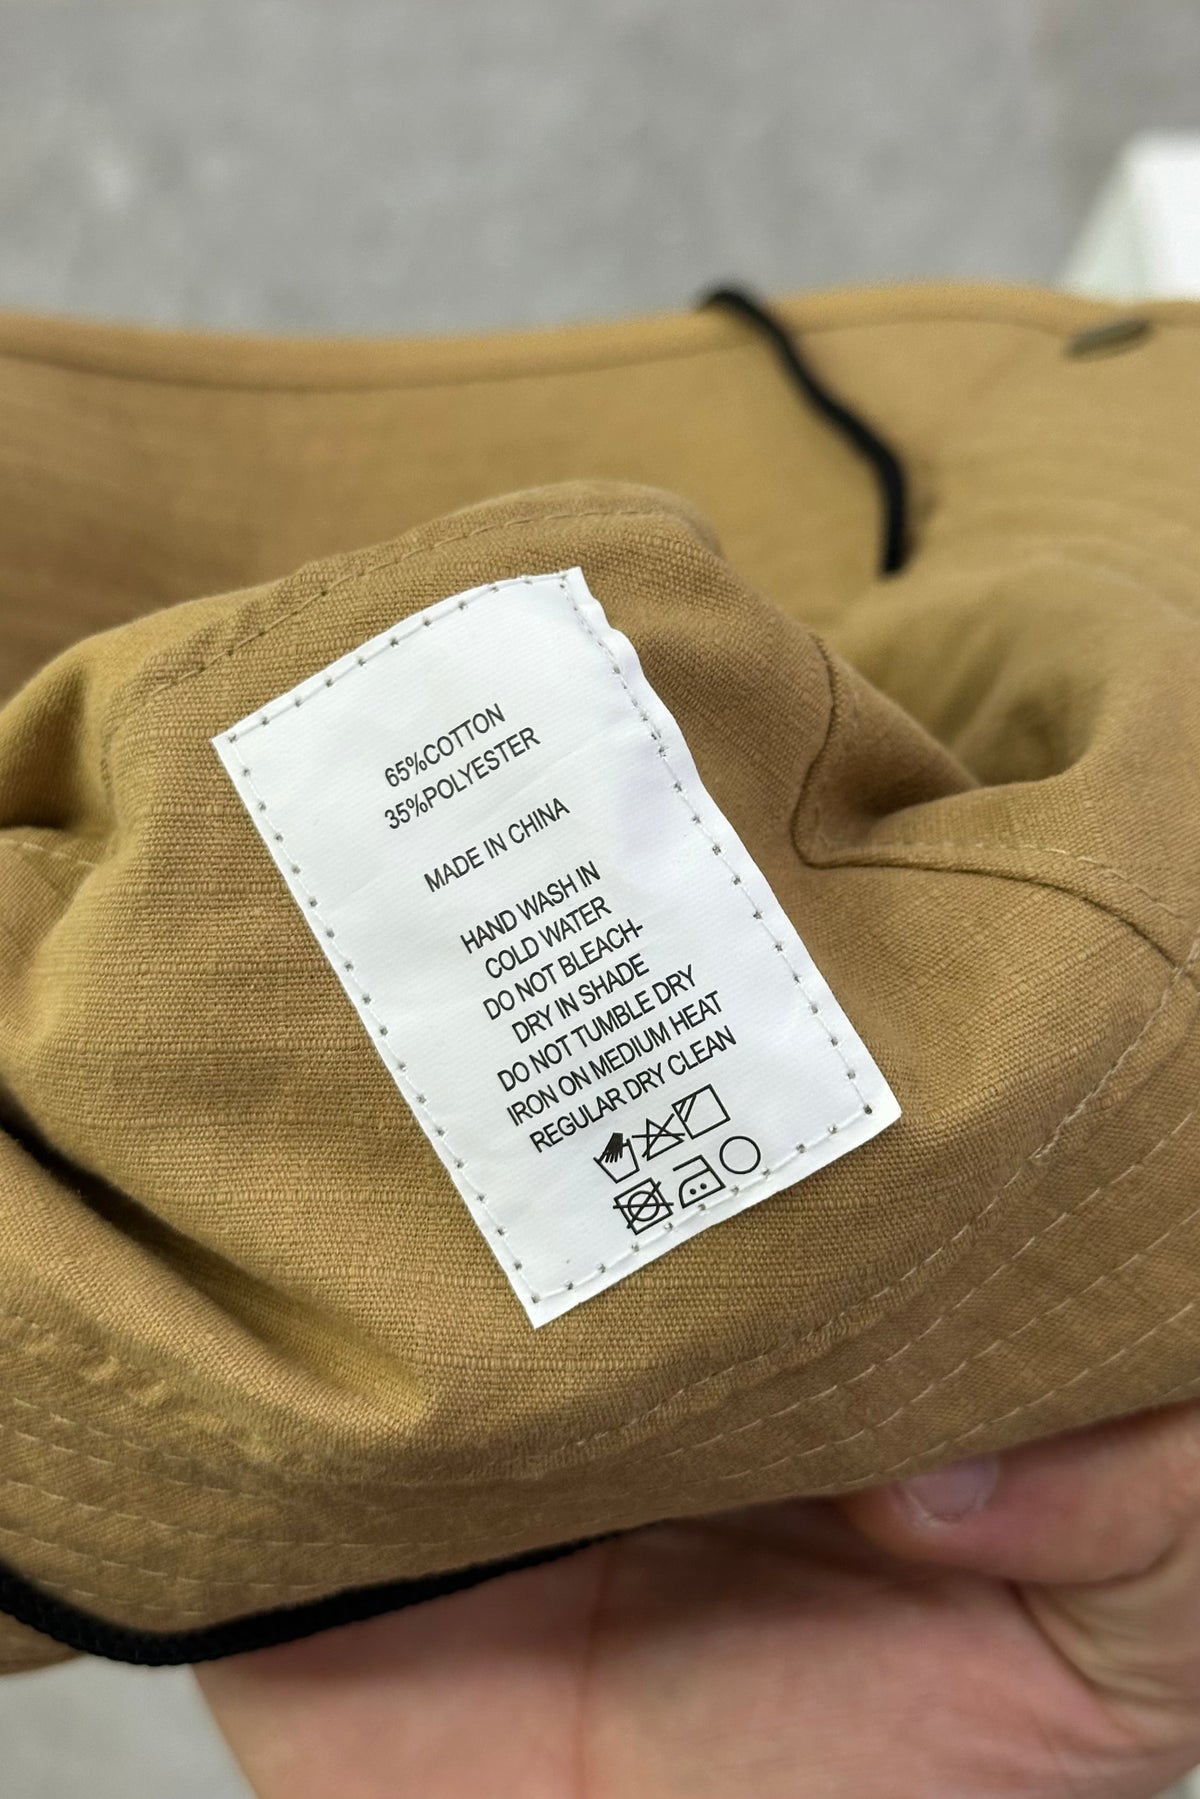 65%COTTON
35%POLYESTER
MADE IN CHINA
HAND WASH IN
COLD WATER
DO NOT BLEACH-
DRY IN SHADE
DO NOT TUMBLE DRY
IRON ON MEDIUM HEAT
REGULAR DRY CLEAN